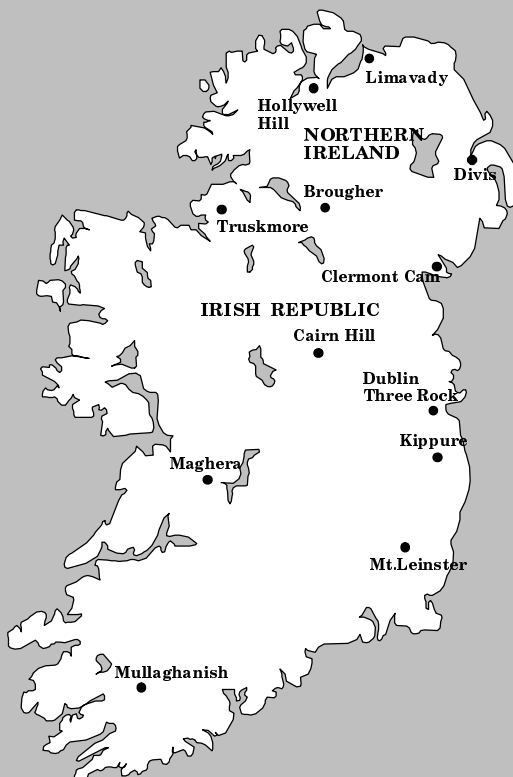 Limavady
Hollywell
Hill
NORTHERN
IRELAND
Divis
Brougher
Truskmore
Clermont Cam
IRISH REPUBLIC
Cairn Hill
Dublin
Three Rock
Kippure
Maghera
Mt.Leinster
Mullaghanish